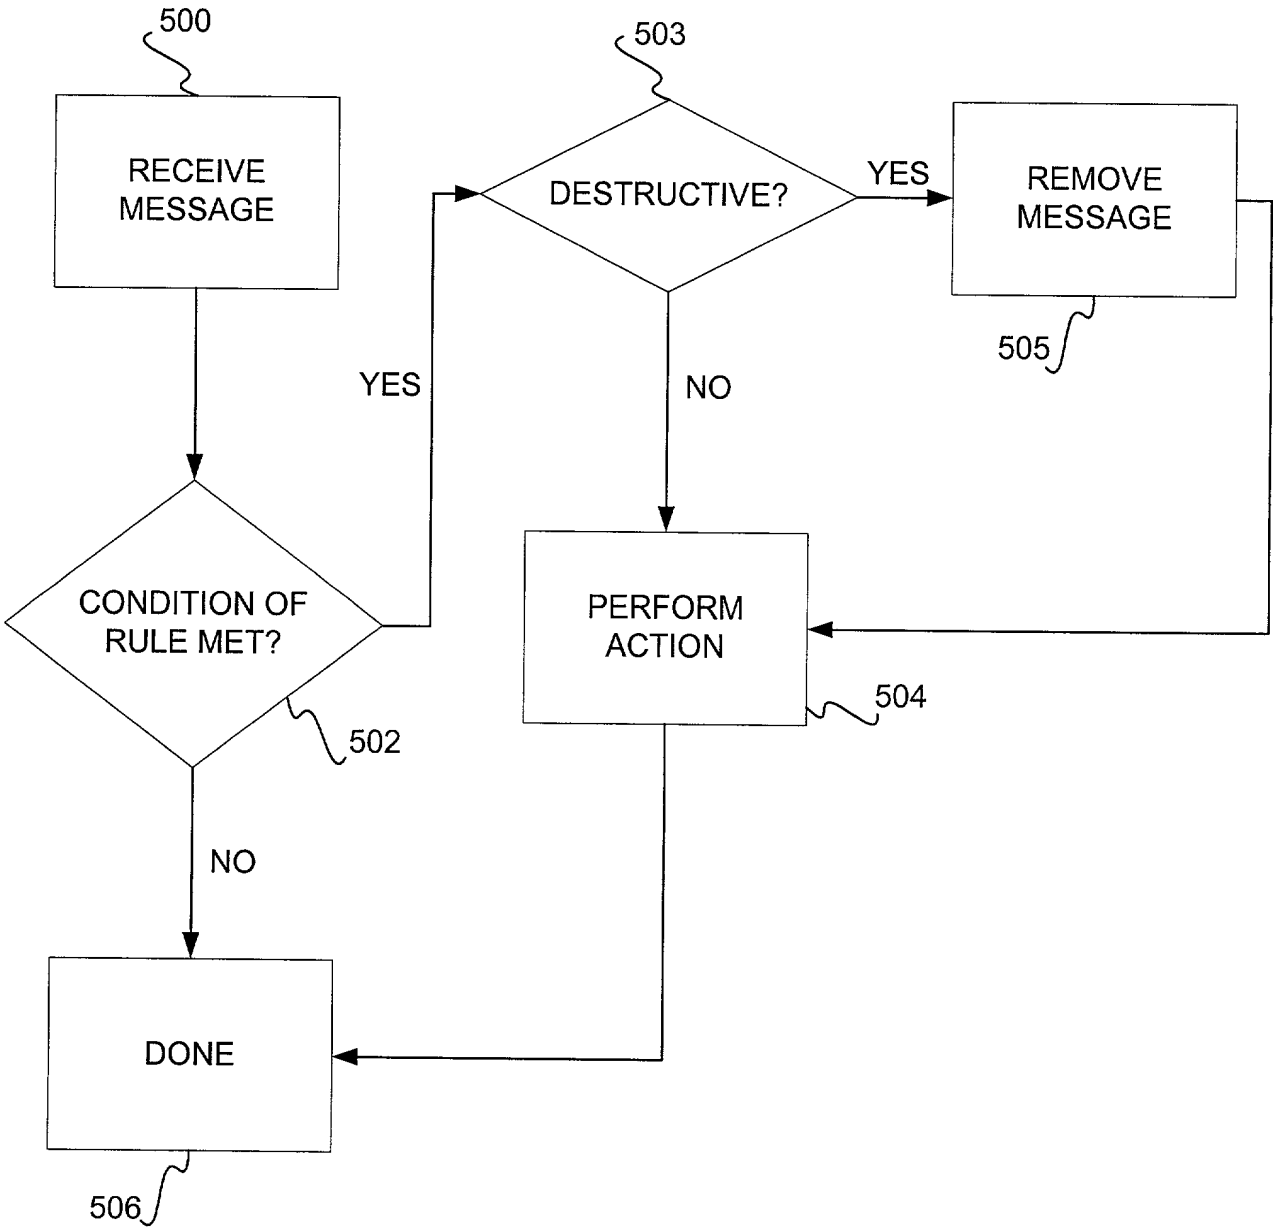 500
RECEIVE
MESSAGE
503
DESTRUCTIVE?
YES
REMOVE
MESSAGE
505
YES
NO
CONDITION OF
RULE MET?
502
PERFORM
ACTION
504
NO
DONE
506